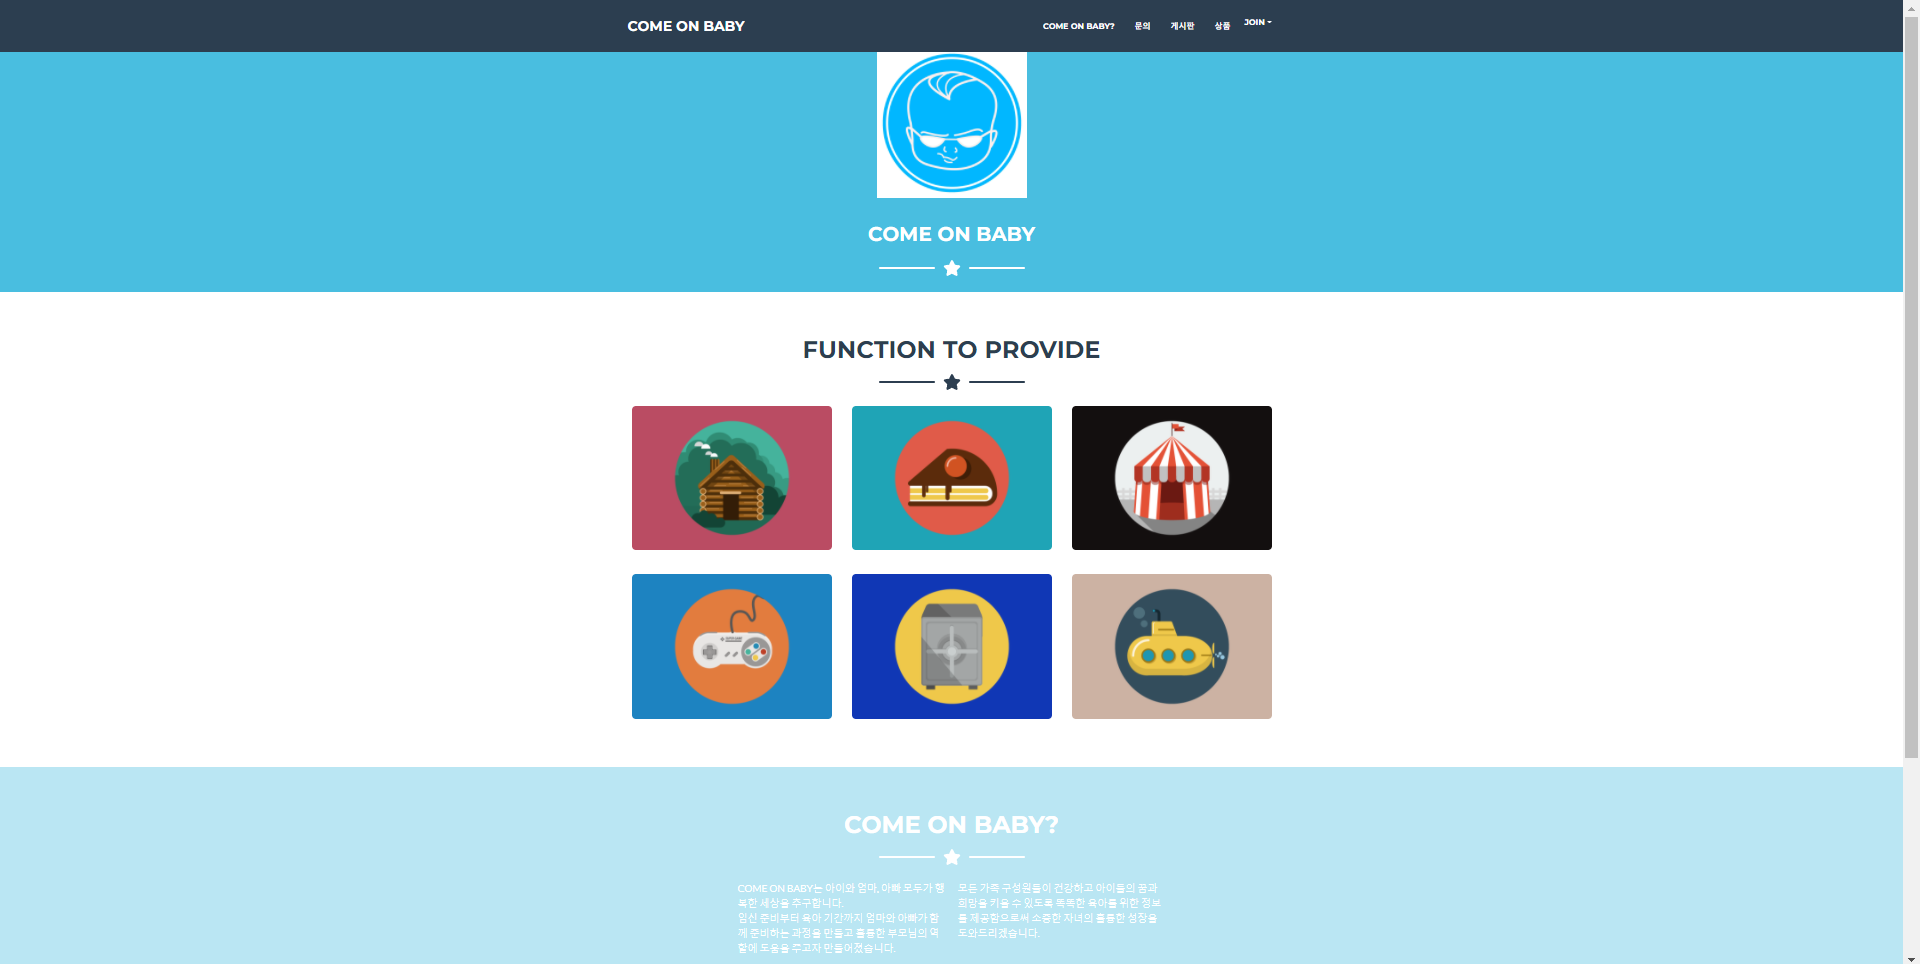 COME ON BABY
COME ON BABY?
문의
게시판
상품
JOIN
COME ON BABY
FUNCTION TO PROVIDE
COME ON BABY?
COME ON BABY는 아이와 엄마, 아빠 모두가 행
복한 세상을 추구합니다.
임신 준비부터 육아 기간까지 엄마와 아빠가 함
께 준비하는 과정을 만들고 훌륭한 부모님의 역
할에 도움을 주고자 만들어졌습니다.
모든 가족 구성원들이 건강하고 아이들의 꿈과
희망을 키울 수 있도록 똑똑한 육아를 위한 정보
를 제공함으로써 소중한 자녀의 훌륭한 성장을
도와드리겠습니다.